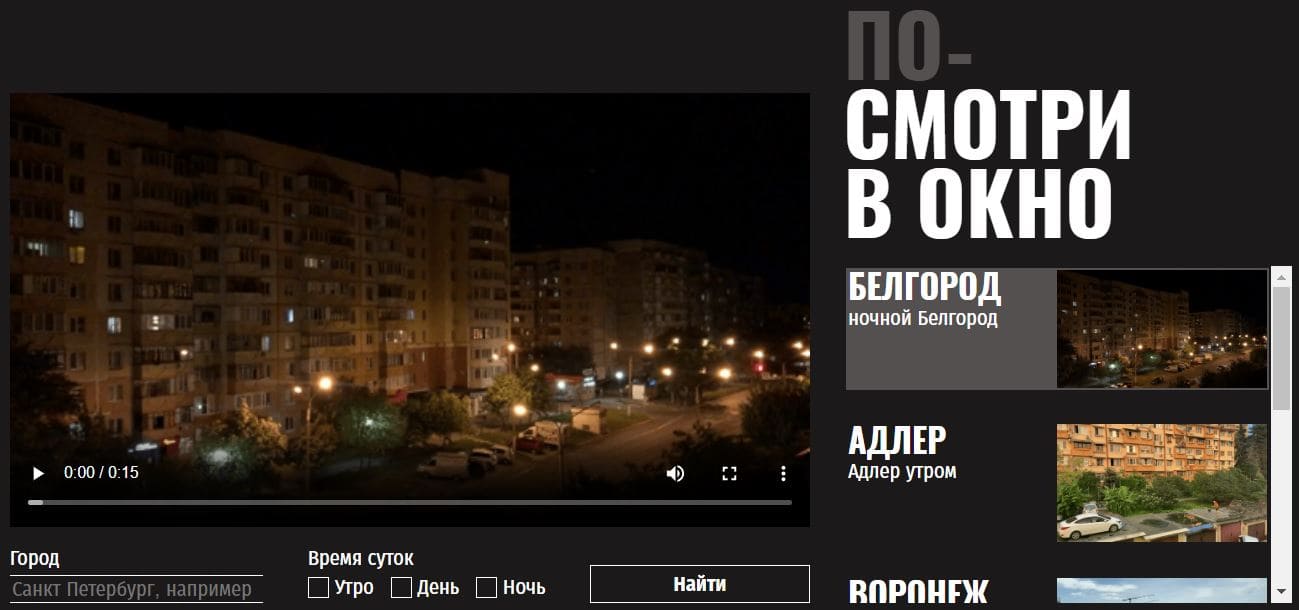 ПО-
СМОТРИ
В ОКНО
0:00 / 0:15
Город
Санкт Петербург, например
Время суток
Утро День Ночь
Найти
БЕЛГОРОД
ночной Белгород
АДЛЕР
Адлер утром
ВОРОНЕЖ